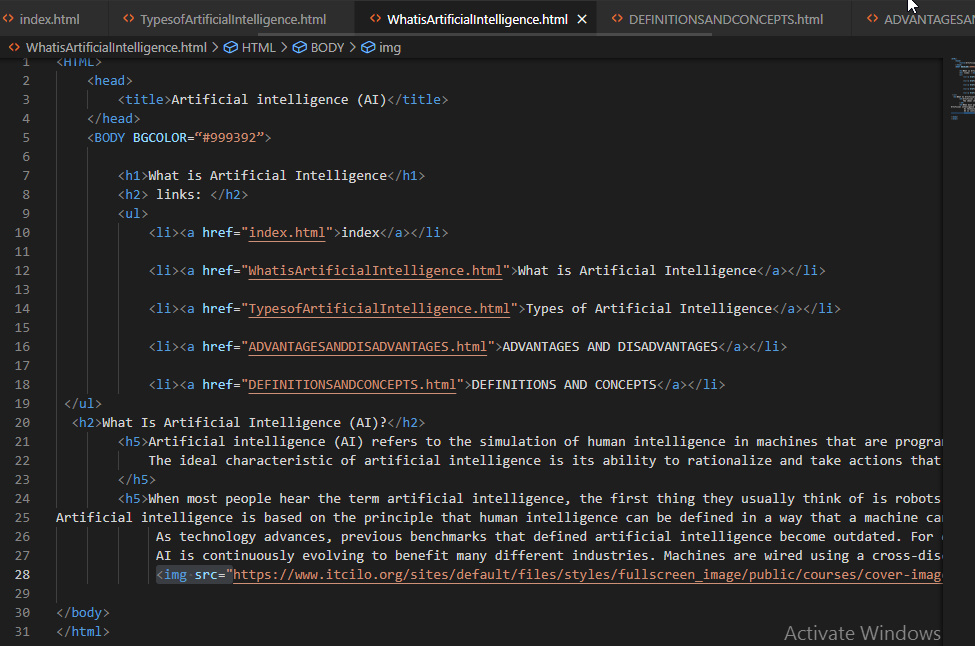 index.html TypesofArtificialIntelligence.html WhatisArtificialIntelligence.html × DEFINITIONSANDCONCEPTS.html ADVANTAGESAN
WhatisArtificialIntelligence.html > HTML > BODY > img
1 <HTML>
2 <head>
3 <title>Artificial intelligence (AI)</title>
4 </head>
5 <BODY BGCOLOR=“#999392”>
6
7 <h1>What is Artificial Intelligence</h1>
8 <h2> links: </h2>
9 <ul>
10 <li><a href="index.html">index</a></li>
11
12 <li><a href="WhatisArtificialIntelligence.html">What is Artificial Intelligence</a></li>
13
14 <li><a href="TypesofArtificialIntelligence.html">Types of Artificial Intelligence</a></li>
15
16 <li><a href="ADVANTAGESANDDISADVANTAGES.html">ADVANTAGES AND DISADVANTAGES</a></li>
17
18 <li><a href="DEFINITIONSANDCONCEPTS.html">DEFINITIONS AND CONCEPTS</a></li>
19 </ul>
20 <h2>What Is Artificial Intelligence (AI)?</h2>
21 <h5>Artificial intelligence (AI) refers to the simulation of human intelligence in machines that are progra
22 The ideal characteristic of artificial intelligence is its ability to rationalize and take actions that
23 </h5>
24 <h5>When most people hear the term artificial intelligence, the first thing they usually think of is robots
25 Artificial intelligence is based on the principle that human intelligence can be defined in a way that a machine ca
26 As technology advances, previous benchmarks that defined artificial intelligence become outdated. For
27 AI is continuously evolving to benefit many different industries. Machines are wired using a cross-dis
28 <img src="https://www.itcilo.org/sites/default/files/styles/fullscreen_image/public/courses/cover-imag
29
30 </body>
31 </html>
Activate Windows